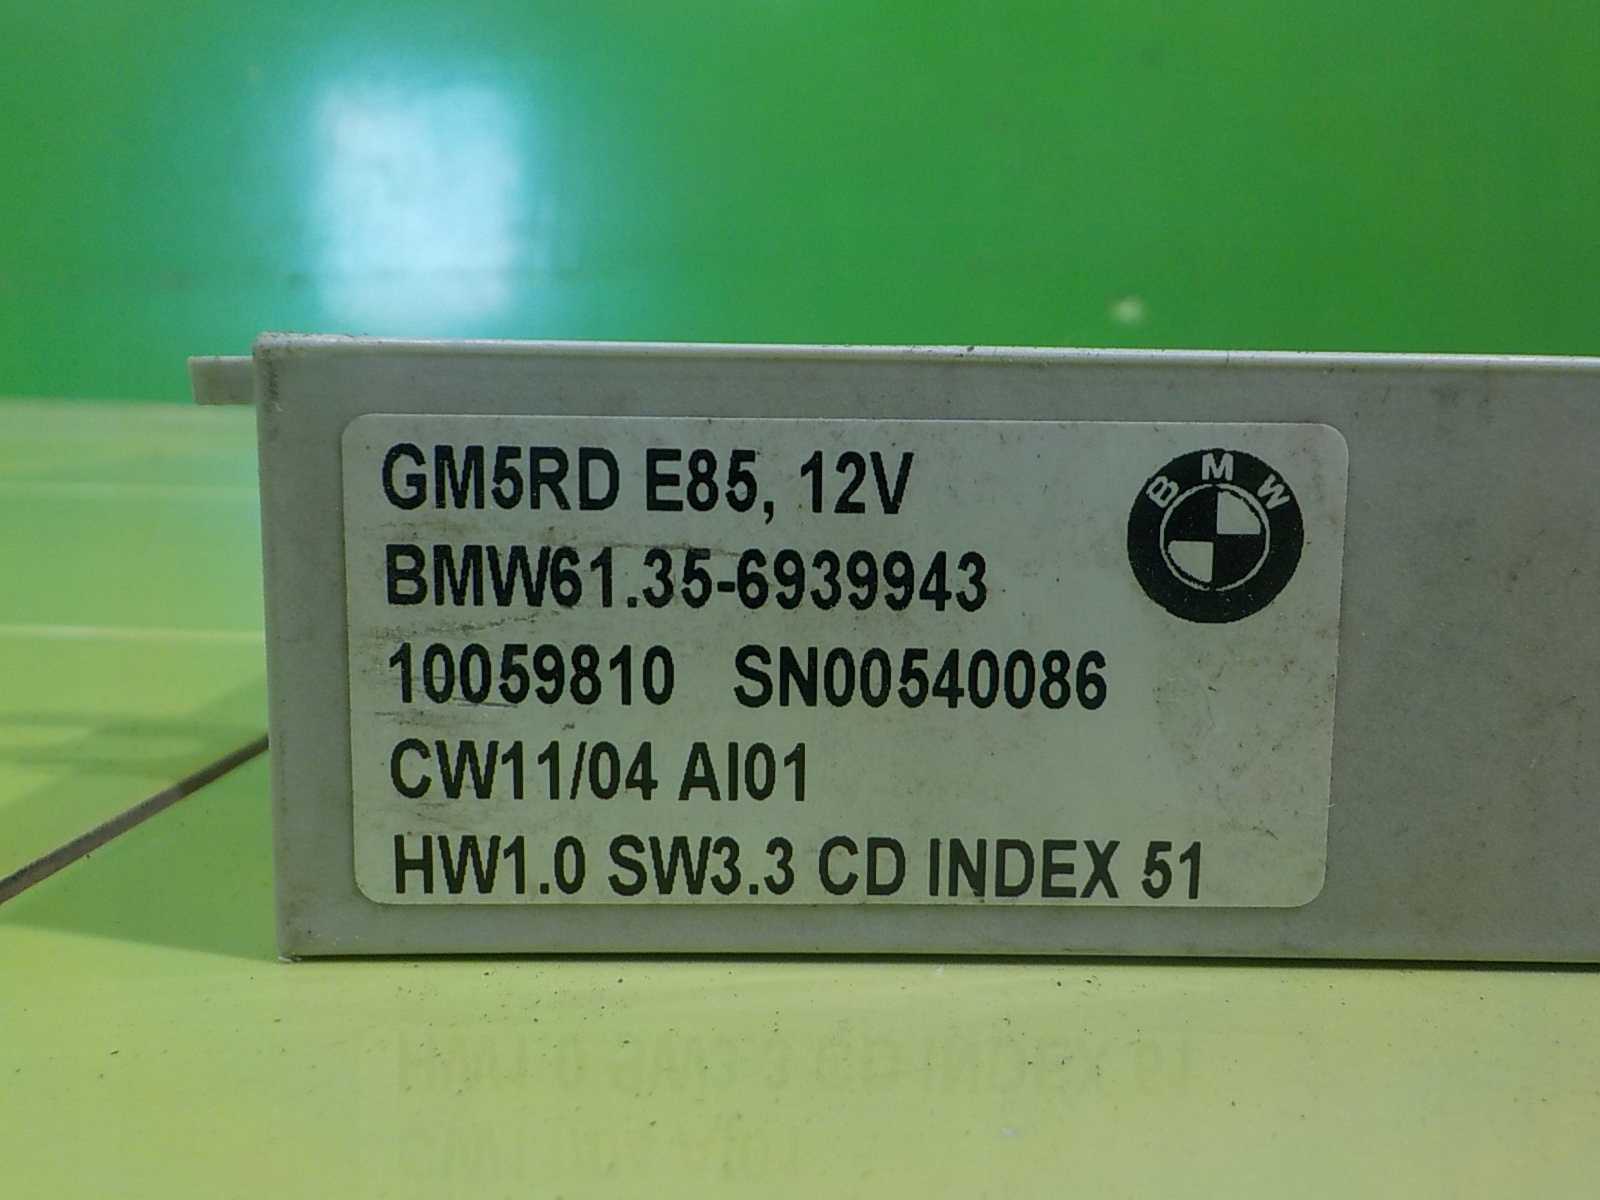 GM5RD E85, 12V
BMW
BMW61.35-6939943
10059810 SN00540086
CW11/04 AI01
HW1.0 SW3.3 CD INDEX 51